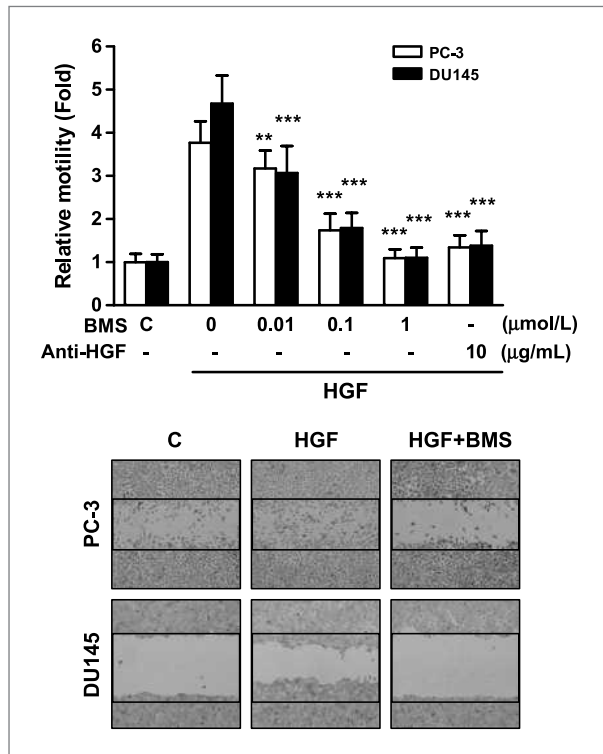 6
5
4
3
2
1
0
Relative motility (Fold)
PC-3
DU145
** ***
*** ***
*** ***
*** ***
BMS C 0 0.01 0.1 1 - (μmol/L)
Anti-HGF - - - - - 10 (μg/mL)
HGF
C HGF HGF+BMS
PC-3
DU145